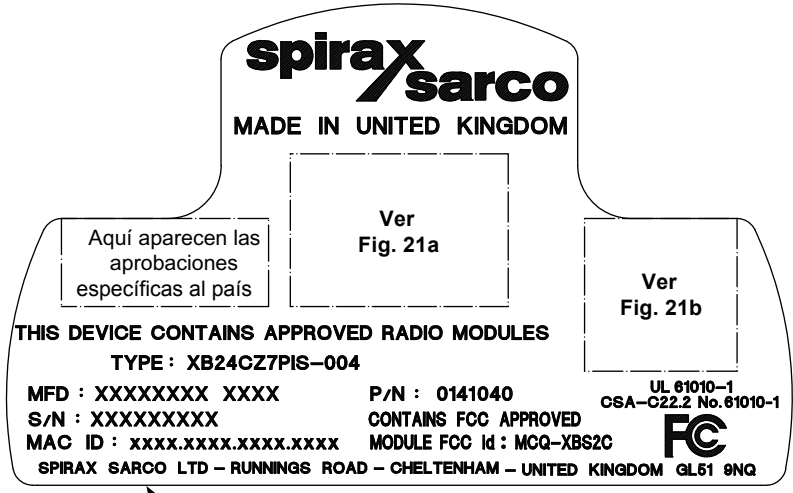 spirax
sarco
MADE IN UNITED KINGDOM
Ver
Fig. 21a
Aquí aparecen las
aprobaciones
específicas al país
Ver
Fig. 21b
THIS DEVICE CONTAINS APPROVED RADIO MODULES
TYPE : XB24CZ7PIS-004
MFD : XXXXXXXX XXXX
P/N : 0141040
UL 61010-1
CSA-C22.2 No.61010-1
S/N : XXXXXXXXX
CONTAINS FCC APPROVED
MAC ID : xxxx.xxxx.xxxx.xxxx
MODULE FCC Id : MCQ-XBS2C
FC
SPIRAX SARCO LTD - RUNNINGS ROAD - CHELTENHAM - UNITED KINGDOM GL51 9NQ